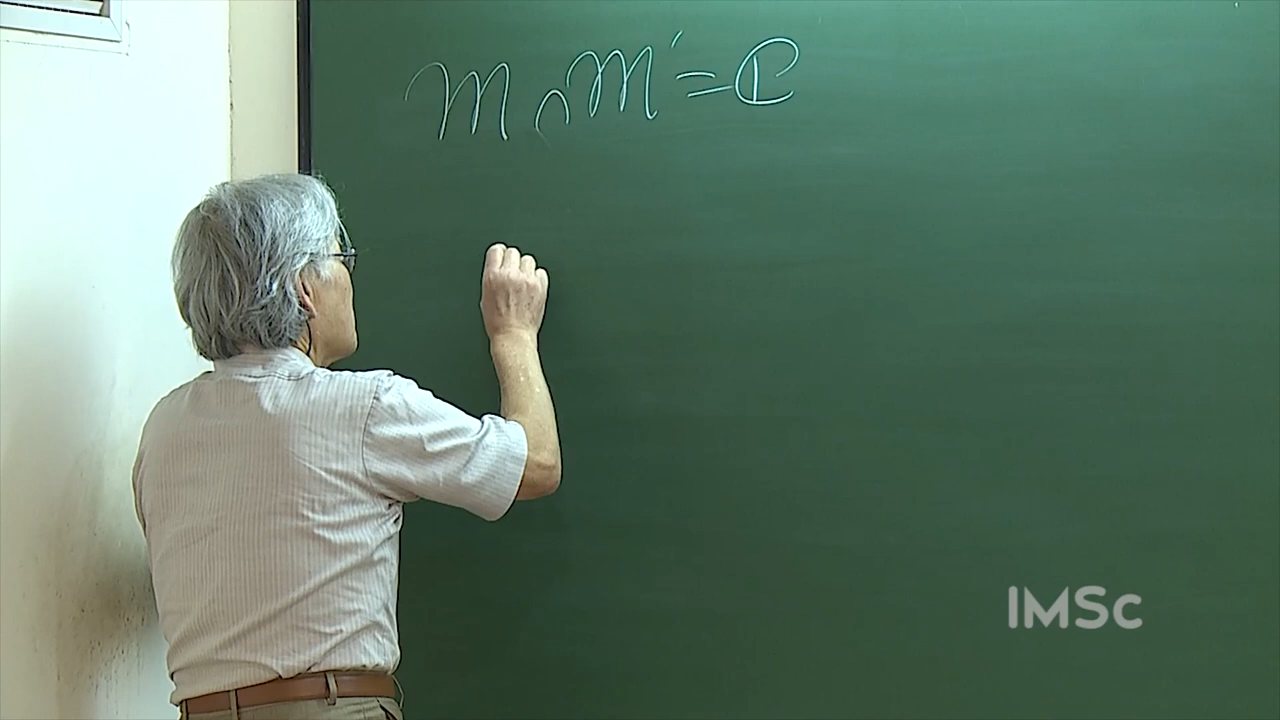 M ∩ M′ = ℂ
IMSc